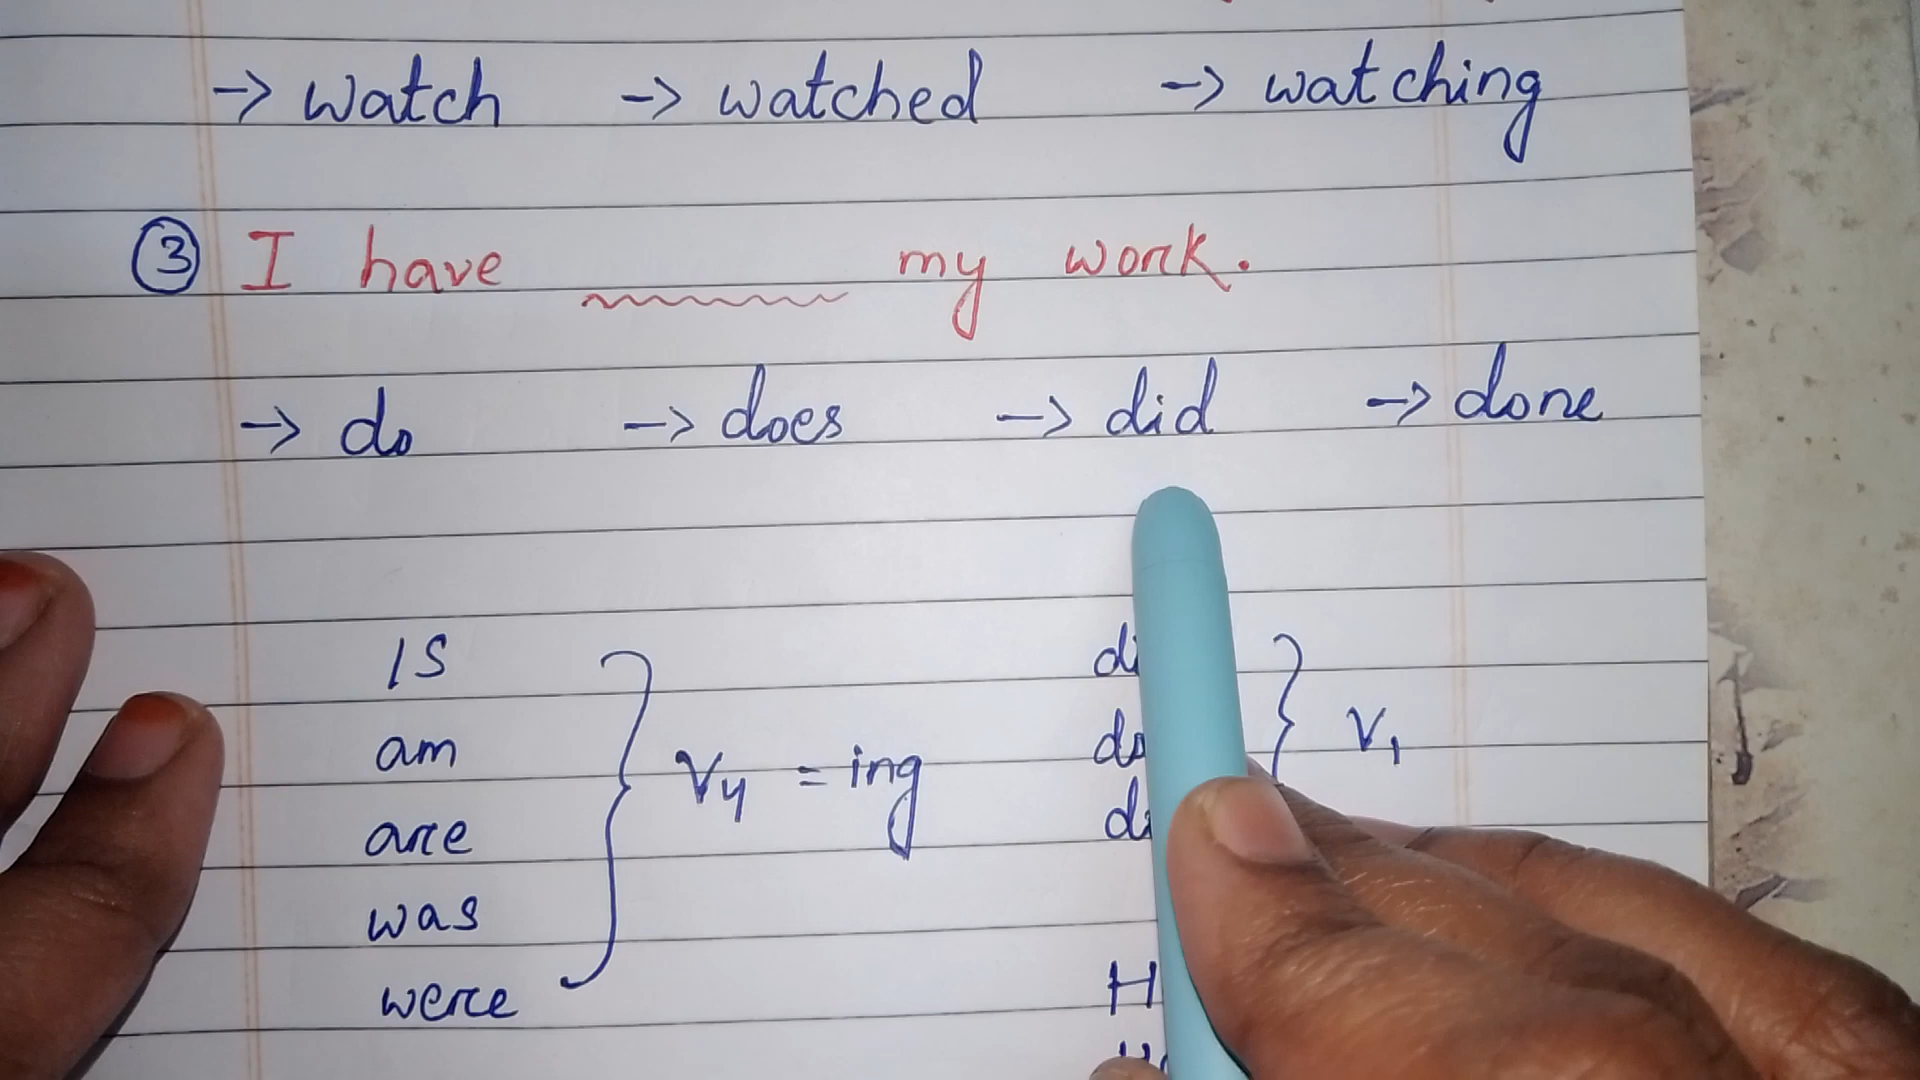 -> watch -> watched -> watching
③ I have ______ my work.
-> do -> does -> did -> done
is
am
are
was
were
V4 = ing
V1